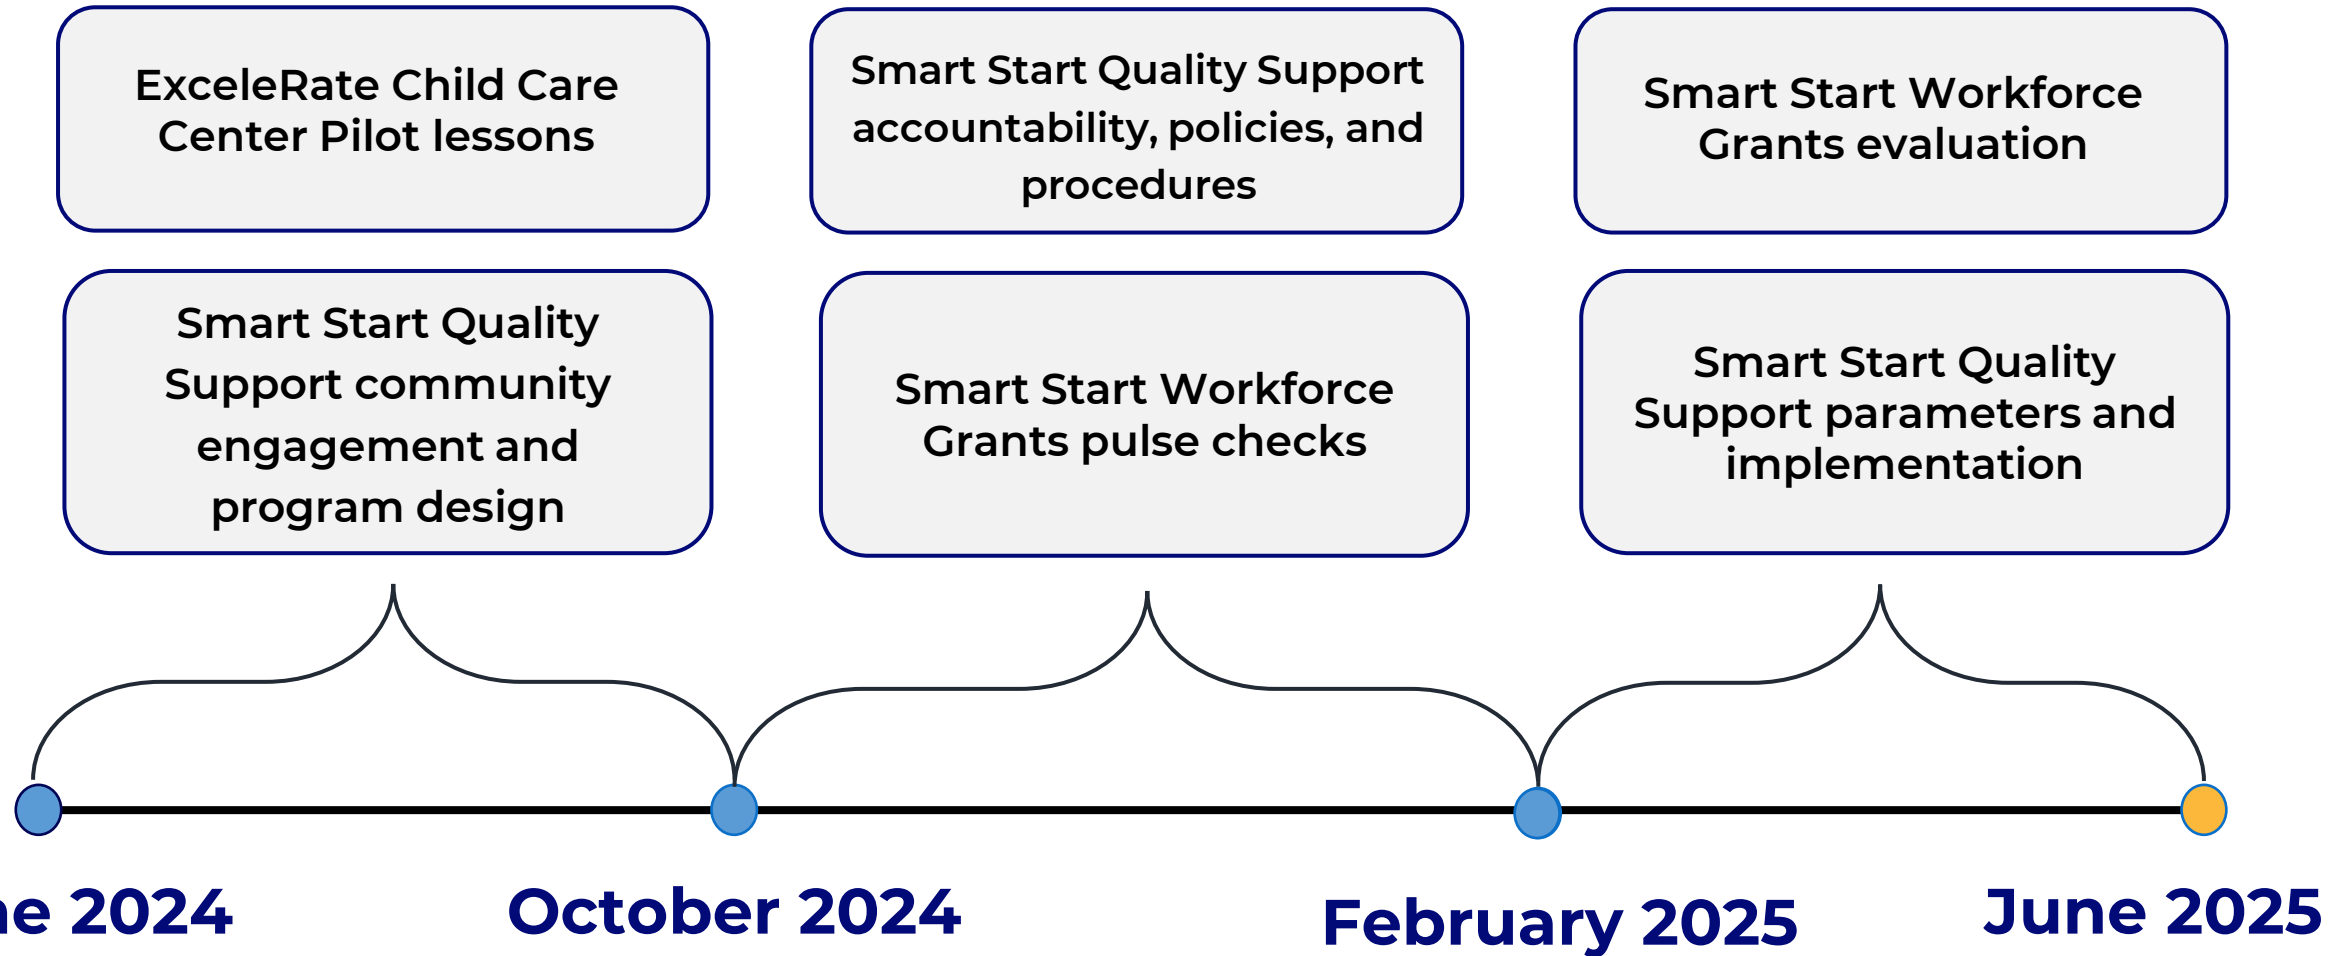 ExceleRate Child Care
Center Pilot lessons
Smart Start Quality Support
accountability, policies, and
procedures
Smart Start Workforce
Grants evaluation
Smart Start Quality
Support community
engagement and
program design
Smart Start Workforce
Grants pulse checks
Smart Start Quality
Support parameters and
implementation
2024
October 2024
February 2025
June 2025